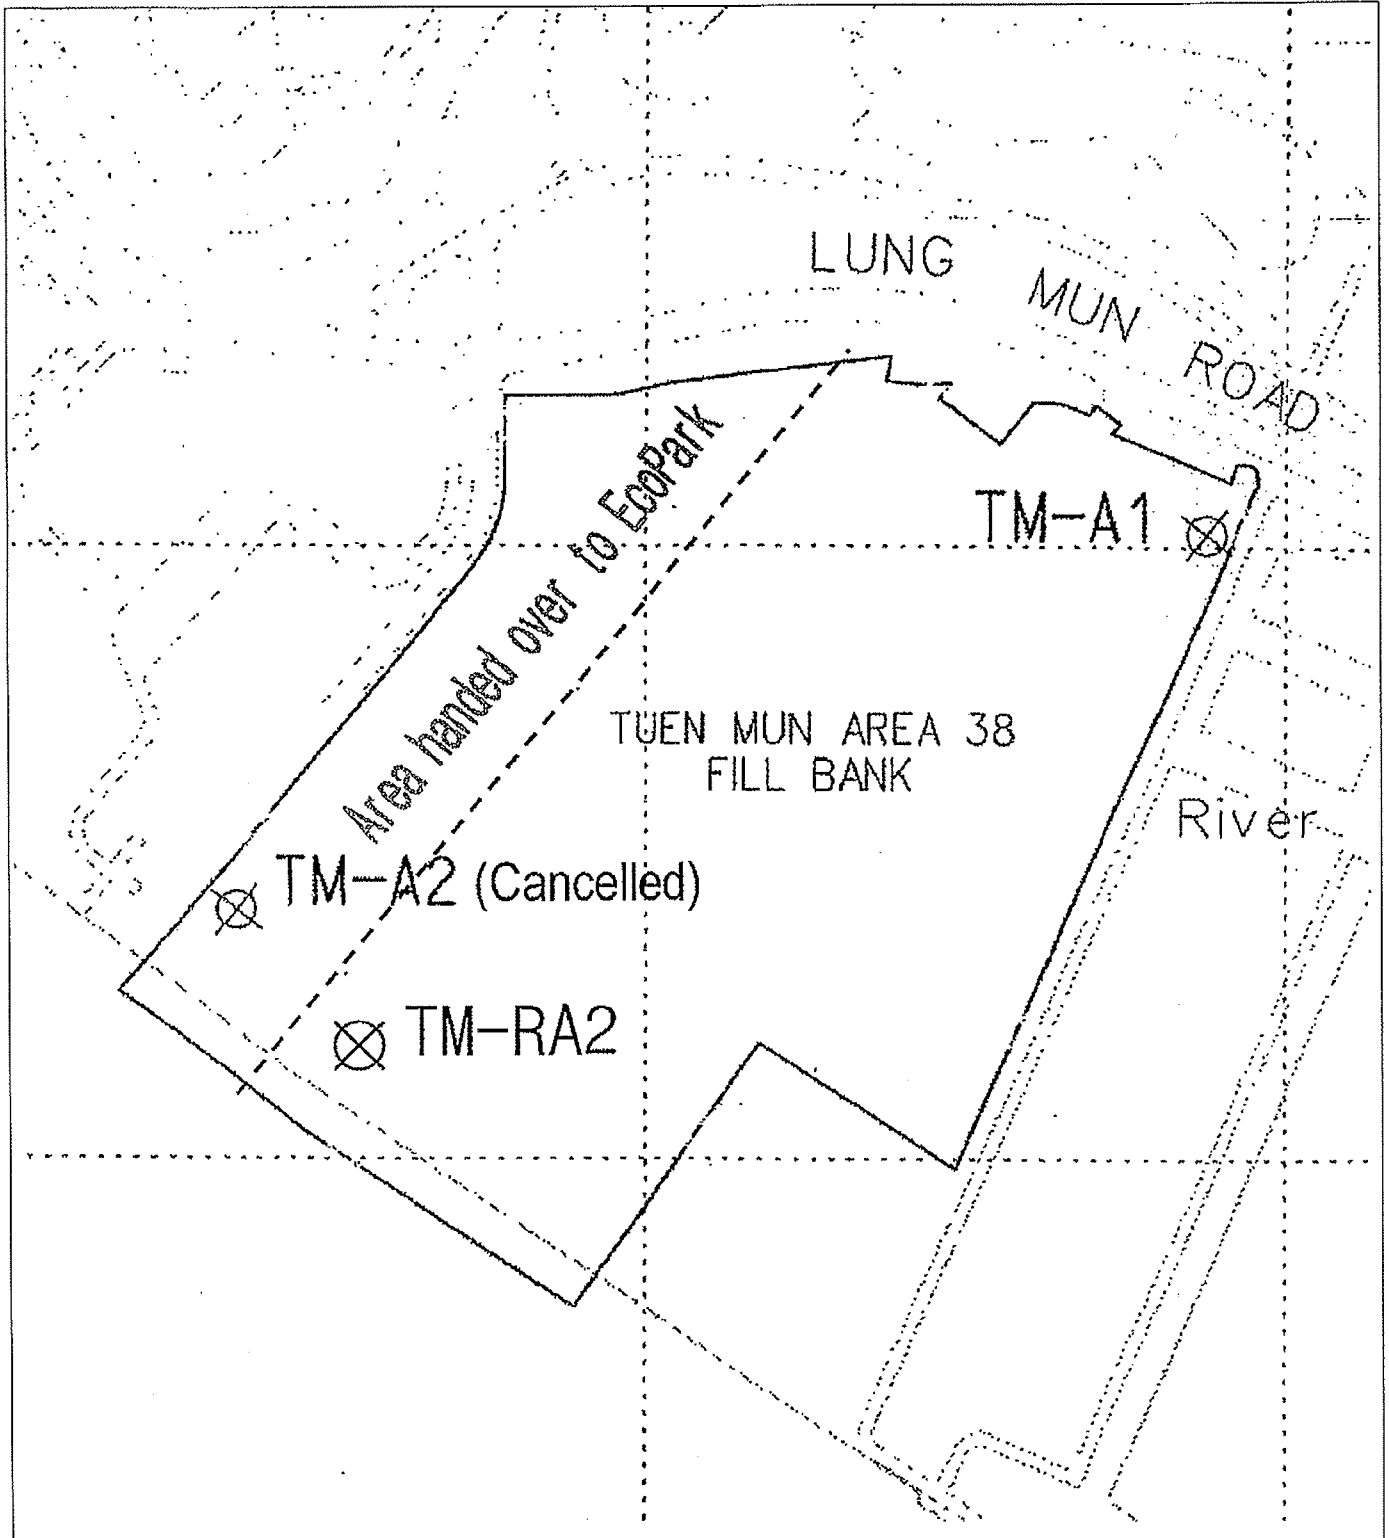 LUNG MUN ROAD
Area handed over to EcoPark
TM-A1
TUEN MUN AREA 38
FILL BANK
River
TM-A2 (Cancelled)
TM-RA2